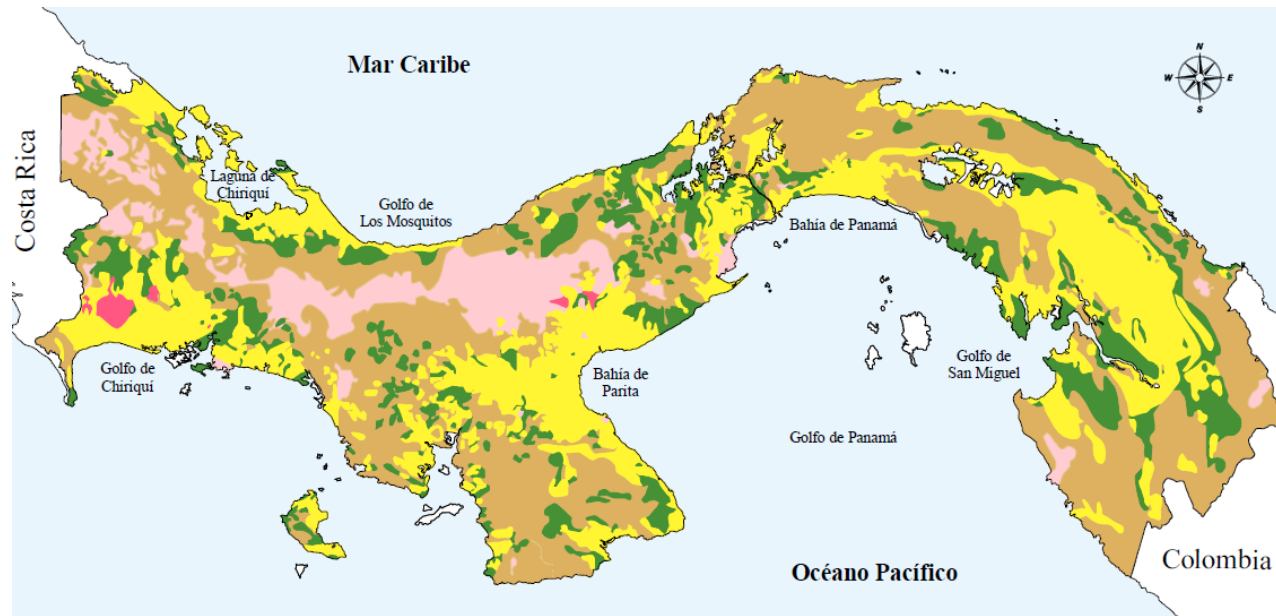 Mar Caribe
N
W
E
S
Costa Rica
Laguna de
Chiriquí
Golfo de
Los Mosquitos
Bahía de Panamá
Golfo de
Chiriquí
Bahía de
Parita
Golfo de
San Miguel
Golfo de Panamá
Océano Pacífico
Colombia